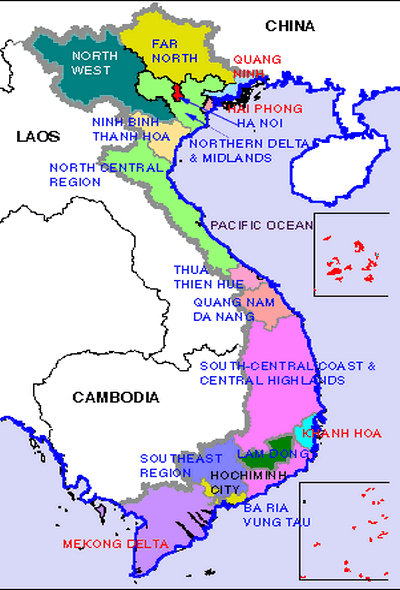 CHINA
FAR
NORTH
NORTH
WEST
QUANG
NINH
HAI PHONG
HA NOI
NINH BINH
THANH HOA
LAOS
NORTHERN DELTA
& MIDLANDS
NORTH CENTRAL
REGION
PACIFIC OCEAN
THUA
THIEN HUE
QUANG NAM
DA NANG
SOUTH-CENTRAL COAST &
CENTRAL HIGHLANDS
CAMBODIA
KHANH HOA
SOUTHEAST
REGION
LAM DONG
HOCHIMINH
CITY
BA RIA
VUNG TAU
MEKONG DELTA